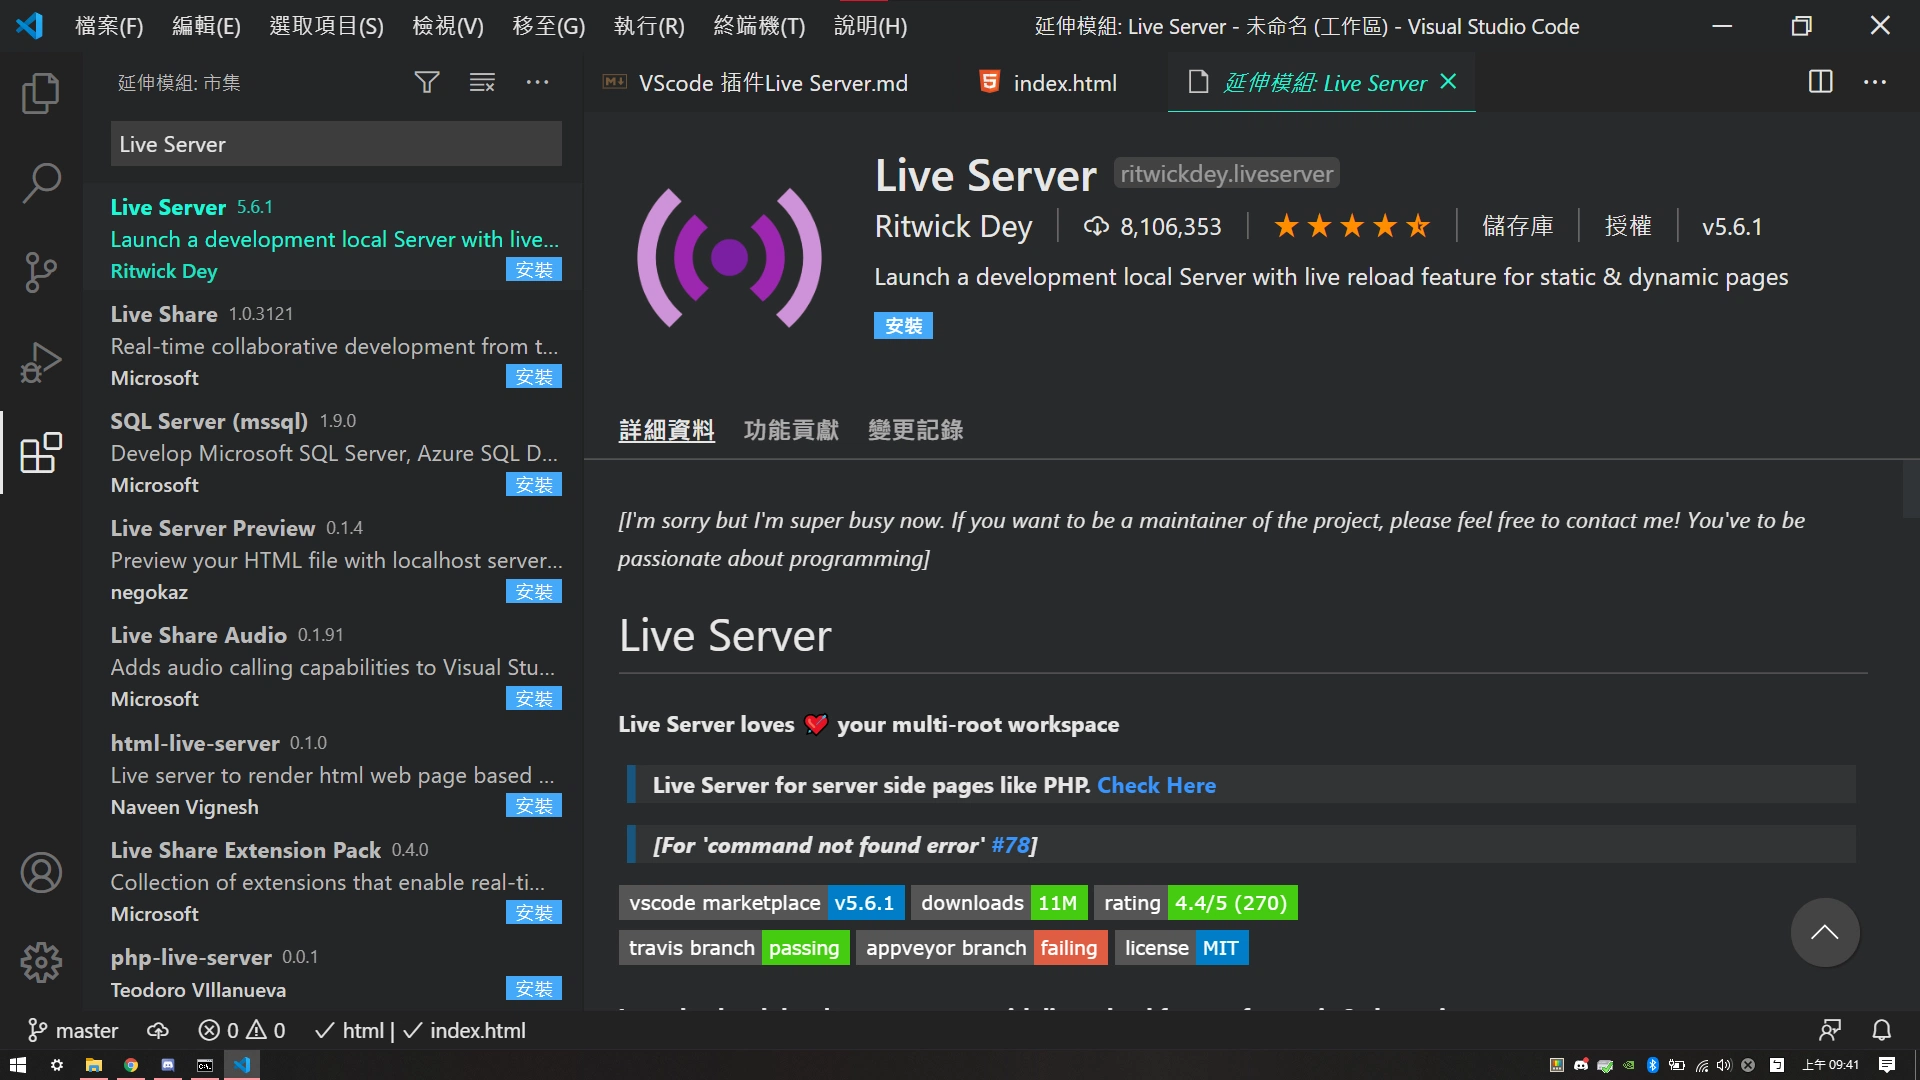 檔案(F) 編輯(E) 選取項目(S) 檢視(V) 移至(G) 執行(R) 終端機(T) 說明(H) 延伸模組: Live Server - 未命名 (工作區) - Visual Studio Code
延伸模組: 市集
VScode 插件Live Server.md index.html 延伸模組: Live Server
Live Server
Live Server 5.6.1
Launch a development local Server with live...
Ritwick Dey 安裝
Live Share 1.0.3121
Real-time collaborative development from t...
Microsoft 安裝
SQL Server (mssql) 1.9.0
Develop Microsoft SQL Server, Azure SQL D...
Microsoft 安裝
Live Server Preview 0.1.4
Preview your HTML file with localhost server...
negokaz 安裝
Live Share Audio 0.1.91
Adds audio calling capabilities to Visual Stu...
Microsoft 安裝
html-live-server 0.1.0
Live server to render html web page based ...
Naveen Vignesh 安裝
Live Share Extension Pack 0.4.0
Collection of extensions that enable real-ti...
Microsoft 安裝
php-live-server 0.0.1
Teodoro VIllanueva 安裝
Live Server ritwickdey.liveserver
Ritwick Dey 8,106,353 儲存庫 授權 v5.6.1
Launch a development local Server with live reload feature for static & dynamic pages
安裝
詳細資料 功能貢獻 變更記錄
[I'm sorry but I'm super busy now. If you want to be a maintainer of the project, please feel free to contact me! You've to be
passionate about programming]
Live Server
Live Server loves 💘 your multi-root workspace
Live Server for server side pages like PHP. Check Here
[For 'command not found error' #78]
vscode marketplace v5.6.1 downloads 11M rating 4.4/5 (270)
travis branch passing appveyor branch failing license MIT
master 0 0 html | index.html
上午 09:41